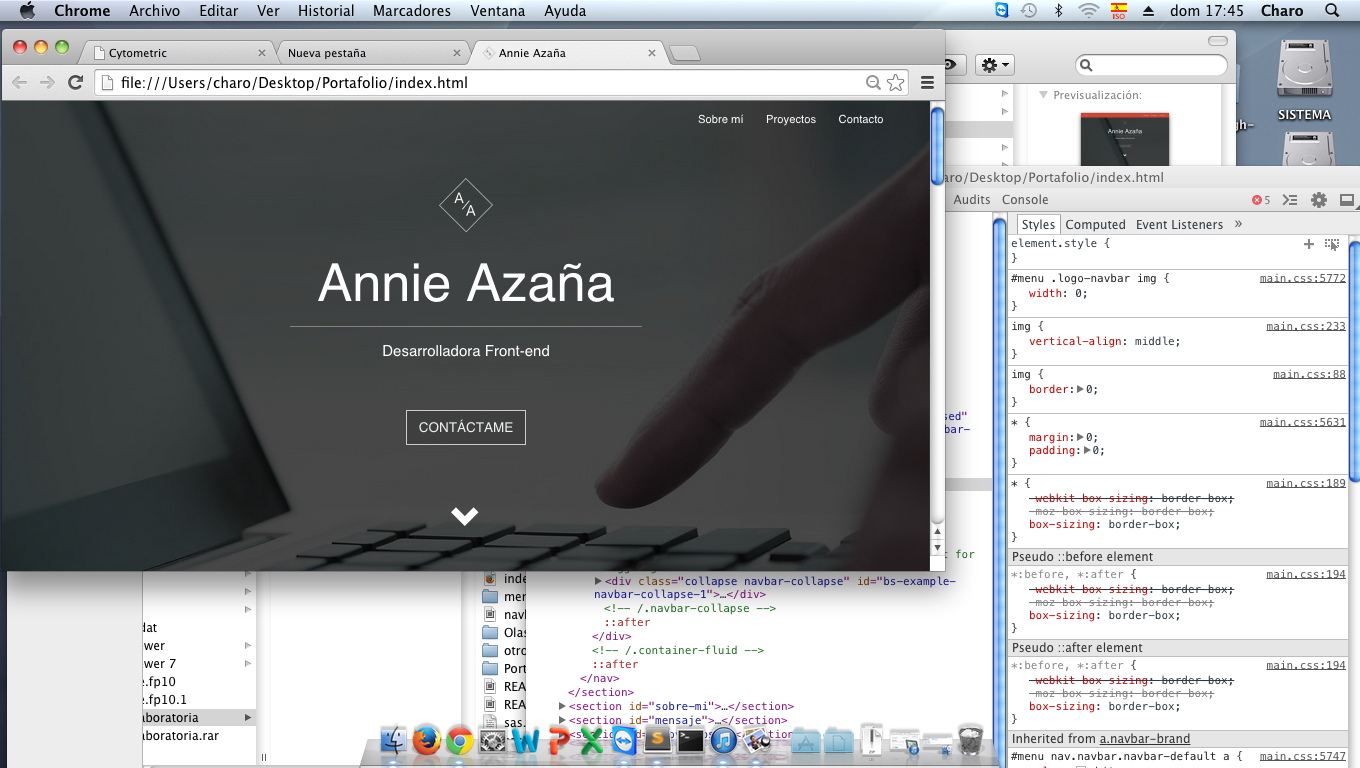 Chrome Archivo Editar Ver Historial Marcadores Ventana Ayuda
ISO
dom 17:45 Charo
Cytometric
Nueva pestaña
Annie Azaña
file:///Users/charo/Desktop/Portafolio/index.html
Sobre mí Proyectos Contacto
A
A
Annie Azaña
Desarrolladora Front-end
CONTÁCTAME
Previsualización:
Annie Azaña
SISTEMA
gh-
aro/Desktop/Portafolio/index.html
Audits Console
5
Styles Computed Event Listeners »
element.style {
}
#menu .logo-navbar img { main.css:5772
width: 0;
}
img { main.css:233
vertical-align: middle;
}
img { main.css:88
border: 0;
}
* { main.css:5631
margin: 0;
padding: 0;
}
* { main.css:189
-webkit-box-sizing: border-box;
-moz-box-sizing: border-box;
box-sizing: border-box;
}
Pseudo ::before element
*:before, *:after { main.css:194
-webkit-box-sizing: border-box;
-moz-box-sizing: border-box;
box-sizing: border-box;
}
Pseudo ::after element
*:before, *:after { main.css:194
-webkit-box-sizing: border-box;
-moz-box-sizing: border-box;
box-sizing: border-box;
}
Inherited from a.navbar-brand
#menu nav.navbar.navbar-default a { main.css:5747
sed"
bar-
t for
<div class="collapse navbar-collapse" id="bs-example-
navbar-collapse-1">…</div>
<!-- /.navbar-collapse -->
::after
</div>
<!-- /.container-fluid -->
::after
</nav>
</section>
<section id="sobre-mi">…</section>
<section id="mensaje">…</section>
inde
men
navb
Olas
otro
Port
REA
REA
sas.
dat
wer
wer 7
e.fp10
e.fp10.1
aboratoria
aboratoria.rar